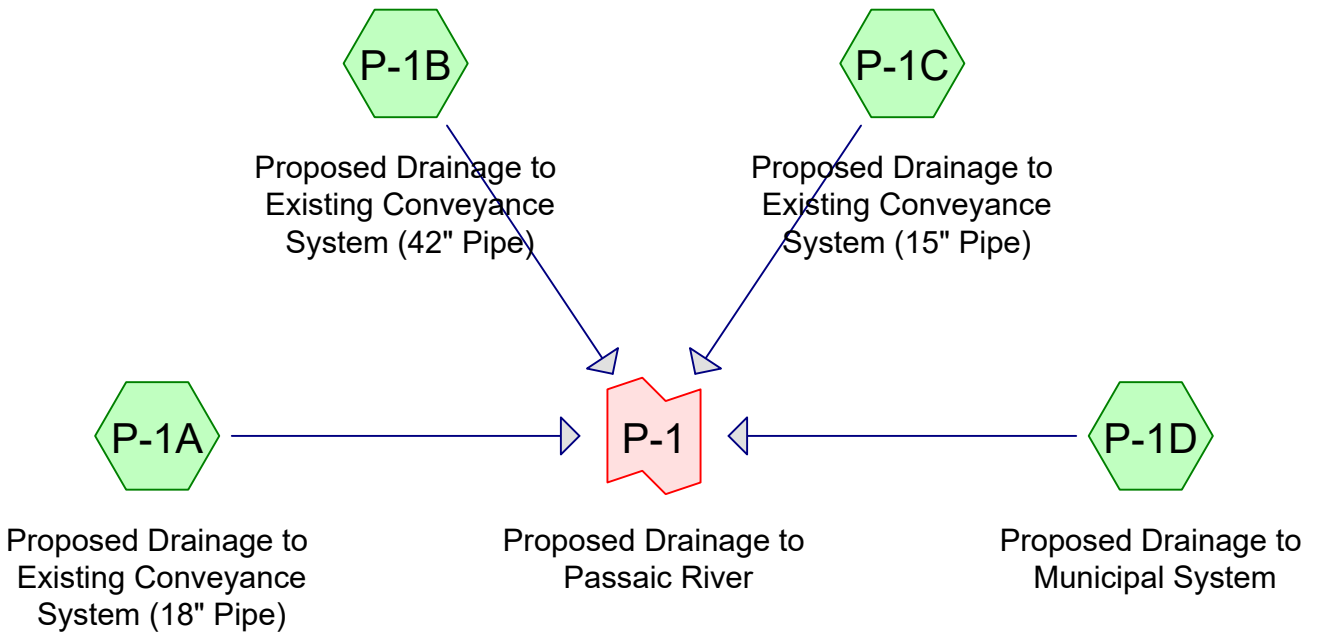 P-1B
Proposed Drainage to
Existing Conveyance
System (42" Pipe)
P-1C
Proposed Drainage to
Existing Conveyance
System (15" Pipe)
P-1A
Proposed Drainage to
Existing Conveyance
System (18" Pipe)
P-1
Proposed Drainage to
Passaic River
P-1D
Proposed Drainage to
Municipal System